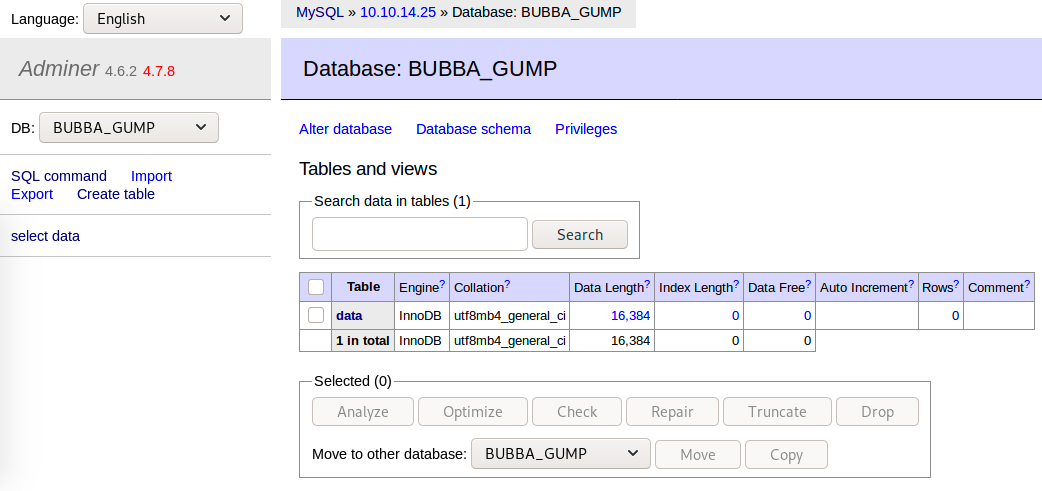 Language: English
MySQL » 10.10.14.25 » Database: BUBBA_GUMP
Adminer 4.6.2 4.7.8
Database: BUBBA_GUMP
DB: BUBBA_GUMP
SQL command Import
Export Create table
select data
Alter database Database schema Privileges
Tables and views
Search data in tables (1)
Search
Table Engine? Collation? Data Length? Index Length? Data Free? Auto Increment? Rows? Comment?
data InnoDB utf8mb4_general_ci 16,384 0 0 0
1 in total InnoDB utf8mb4_general_ci 16,384 0 0
Selected (0)
Analyze Optimize Check Repair Truncate Drop
Move to other database: BUBBA_GUMP Move Copy